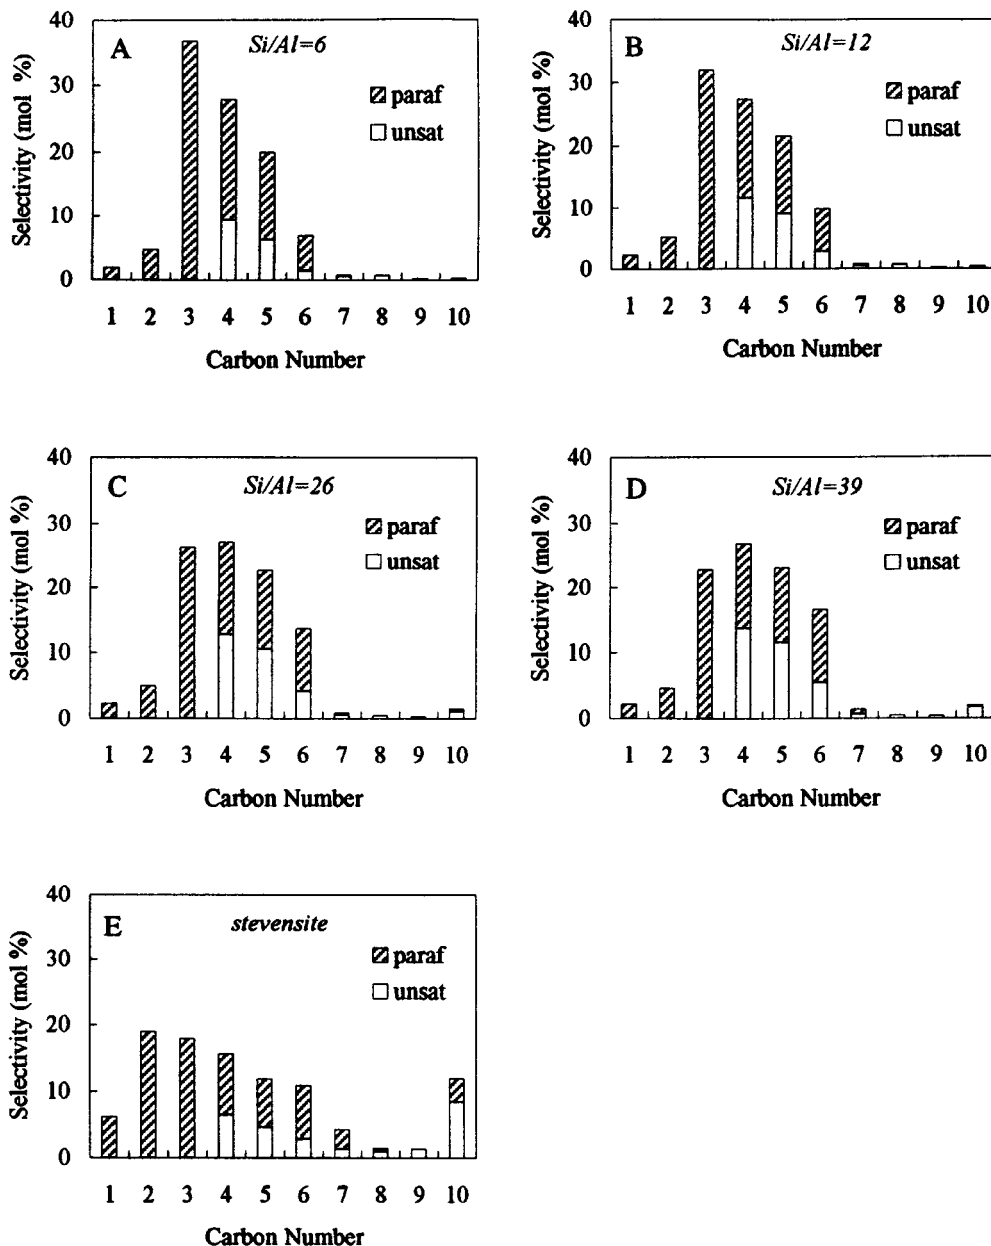 A
Si/Al=6
paraf
unsat
Selectivity (mol %)
40
30
20
10
0
1 2 3 4 5 6 7 8 9 10
Carbon Number
B
Si/Al=12
paraf
unsat
Selectivity (mol %)
40
30
20
10
0
1 2 3 4 5 6 7 8 9 10
Carbon Number
C
Si/Al=26
paraf
unsat
Selectivity (mol %)
40
30
20
10
0
1 2 3 4 5 6 7 8 9 10
Carbon Number
D
Si/Al=39
paraf
unsat
Selectivity (mol %)
40
30
20
10
0
1 2 3 4 5 6 7 8 9 10
Carbon Number
E
stevensite
paraf
unsat
Selectivity (mol %)
40
30
20
10
0
1 2 3 4 5 6 7 8 9 10
Carbon Number